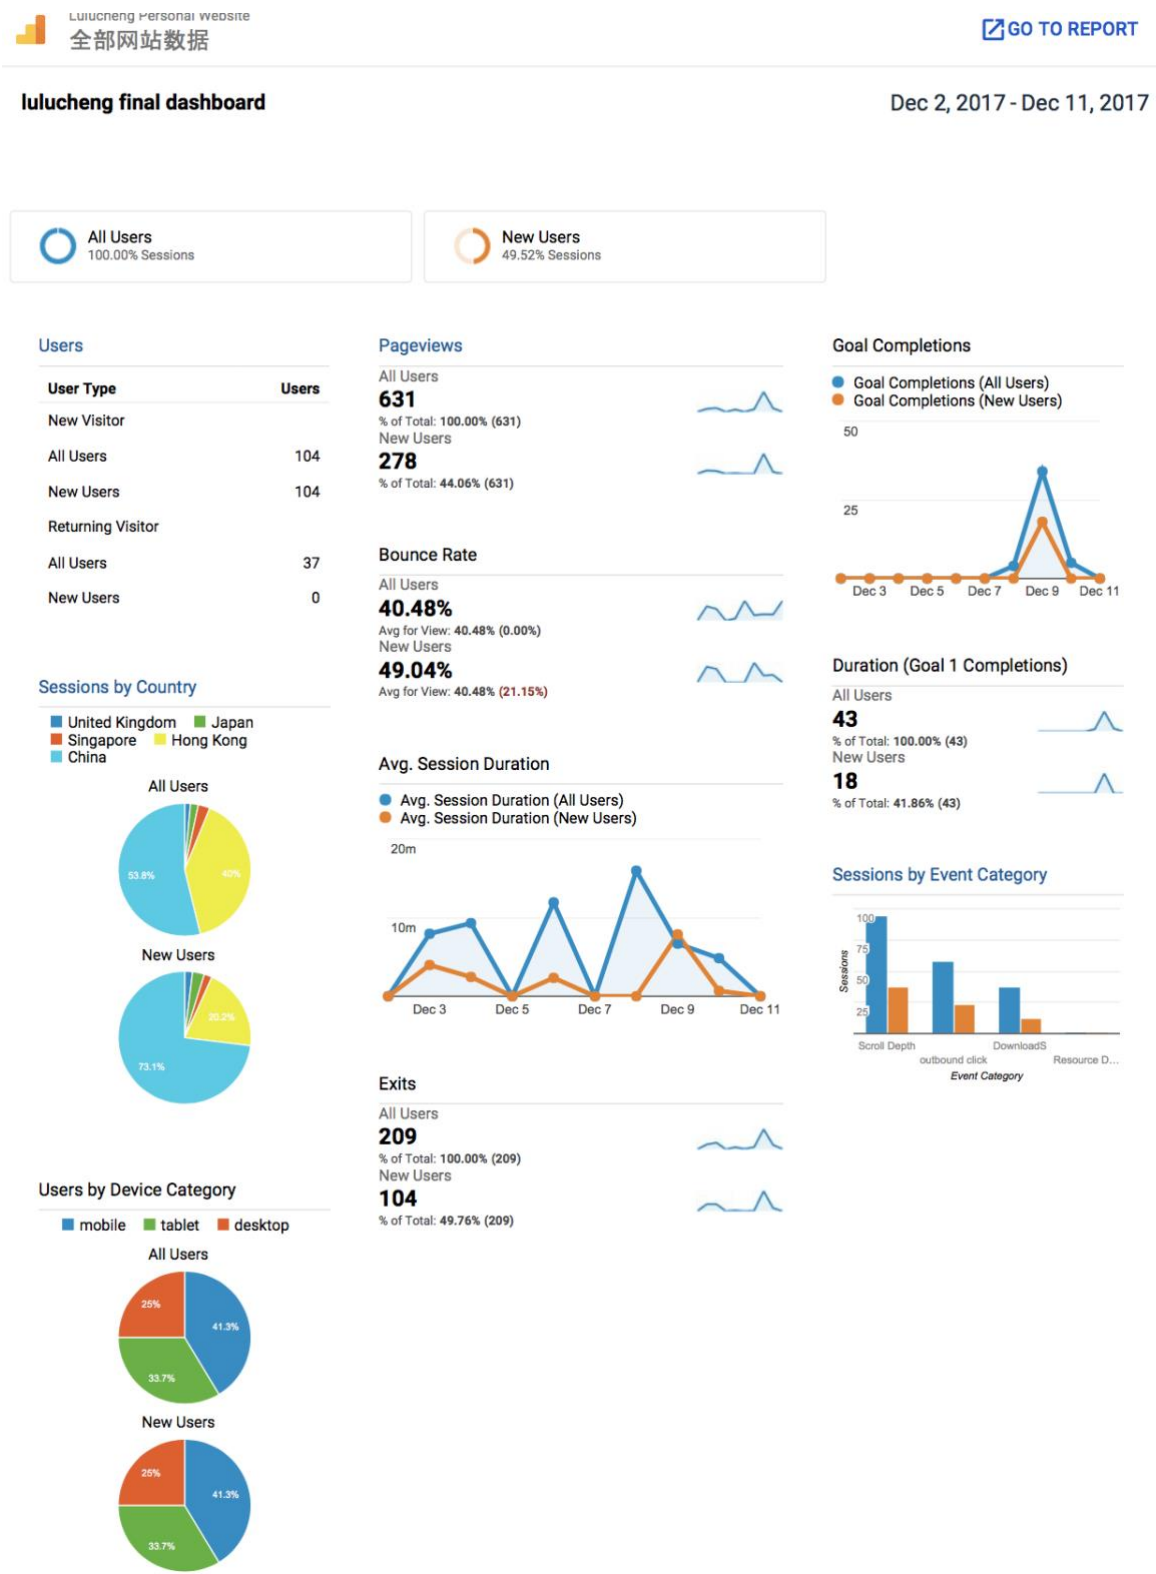 Lulucheng Personal Website
全部网站数据
GO TO REPORT
lulucheng final dashboard
Dec 2, 2017 - Dec 11, 2017
All Users
100.00% Sessions
New Users
49.52% Sessions
Users
User Type Users
New Visitor
All Users 104
New Users 104
Returning Visitor
All Users 37
New Users 0
Sessions by Country
United Kingdom Japan
Singapore Hong Kong
China
All Users
53.8% 40%
New Users
20.2%
73.1%
Users by Device Category
mobile tablet desktop
All Users
25%
41.3%
33.7%
New Users
25%
41.3%
33.7%
Pageviews
All Users
631
% of Total: 100.00% (631)
New Users
278
% of Total: 44.06% (631)
Bounce Rate
All Users
40.48%
Avg for View: 40.48% (0.00%)
New Users
49.04%
Avg for View: 40.48% (21.15%)
Avg. Session Duration
Avg. Session Duration (All Users)
Avg. Session Duration (New Users)
20m
10m
Dec 3 Dec 5 Dec 7 Dec 9 Dec 11
Exits
All Users
209
% of Total: 100.00% (209)
New Users
104
% of Total: 49.76% (209)
Goal Completions
Goal Completions (All Users)
Goal Completions (New Users)
50
25
Dec 3 Dec 5 Dec 7 Dec 9 Dec 11
Duration (Goal 1 Completions)
All Users
43
% of Total: 100.00% (43)
New Users
18
% of Total: 41.86% (43)
Sessions by Event Category
100
75
50
25
Sessions
Scroll Depth DownloadS
outbound click Resource D...
Event Category